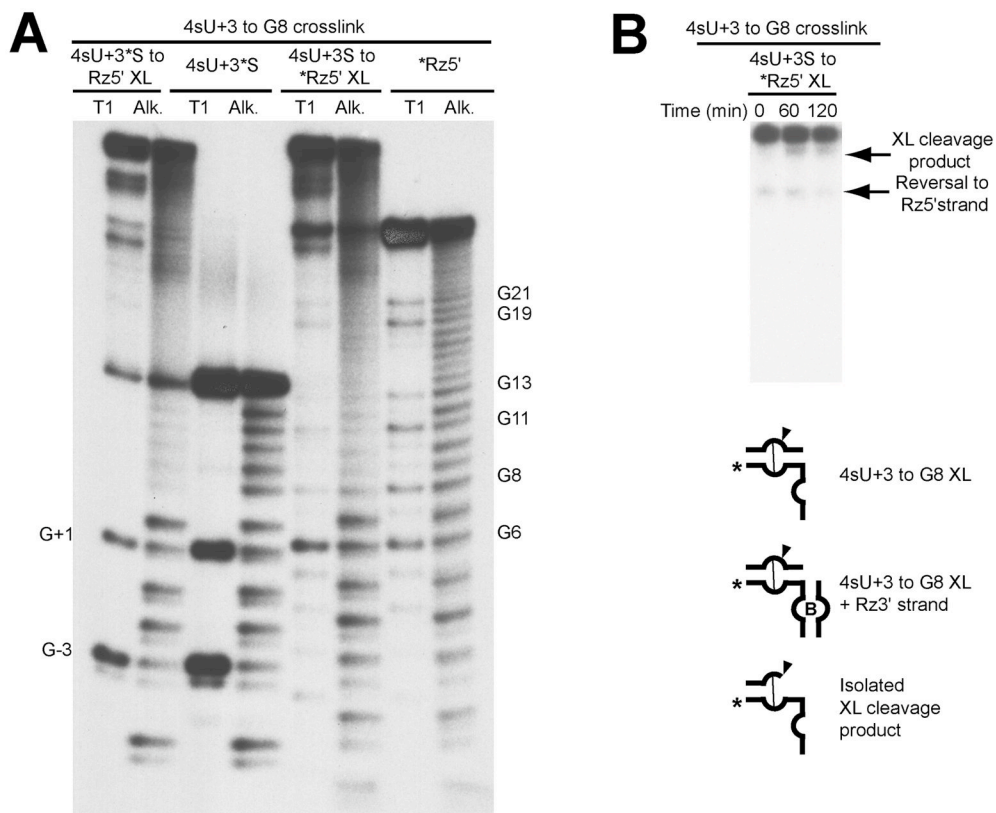 A
4sU+3 to G8 crosslink
4sU+3*S to
Rz5' XL
4sU+3*S
4sU+3S to
*Rz5' XL
*Rz5'
T1 Alk. T1 Alk. T1 Alk. T1 Alk.
G21
G19
G13
G11
G8
G6
G+1
G-3
B
4sU+3 to G8 crosslink
4sU+3S to
*Rz5' XL
Time (min) 0 60 120
XL cleavage
product
Reversal to
Rz5'strand
*
4sU+3 to G8 XL
*
B
4sU+3 to G8 XL
+ Rz3' strand
*
Isolated
XL cleavage
product